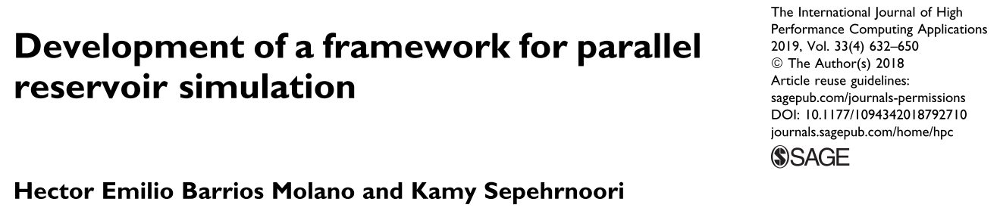 Development of a framework for parallel
reservoir simulation
Hector Emilio Barrios Molano and Kamy Sepehrnoori
The International Journal of High
Performance Computing Applications
2019, Vol. 33(4) 632–650
© The Author(s) 2018
Article reuse guidelines:
sagepub.com/journals-permissions
DOI: 10.1177/1094342018792710
journals.sagepub.com/home/hpc
SAGE